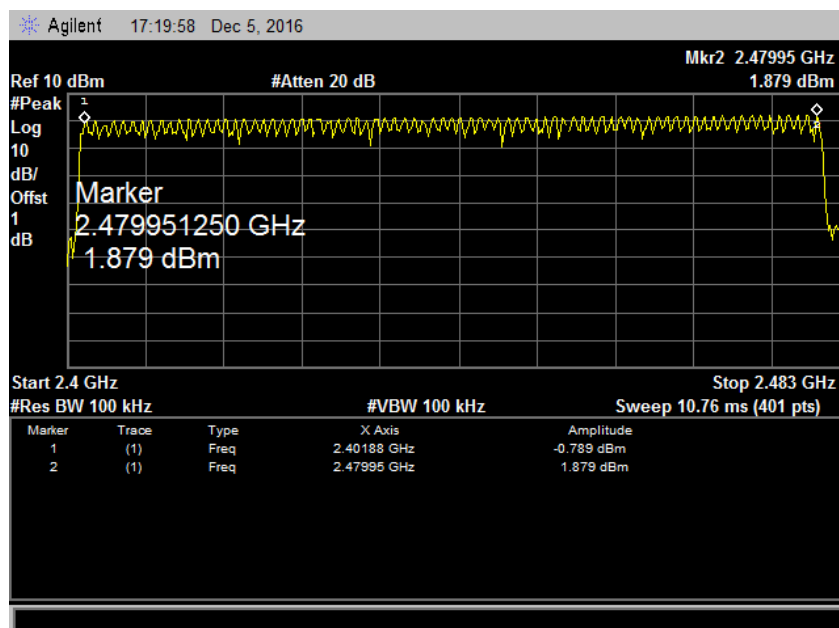 Agilent 17:19:58 Dec 5, 2016
Mkr2 2.47995 GHz
Ref 10 dBm #Atten 20 dB 1.879 dBm
#Peak
Log
10
dB/
Offst
1
dB
1
Marker
2.479951250 GHz
1.879 dBm
Start 2.4 GHz Stop 2.483 GHz
#Res BW 100 kHz #VBW 100 kHz Sweep 10.76 ms (401 pts)
Marker Trace Type X Axis Amplitude
1 (1) Freq 2.40188 GHz -0.789 dBm
2 (1) Freq 2.47995 GHz 1.879 dBm